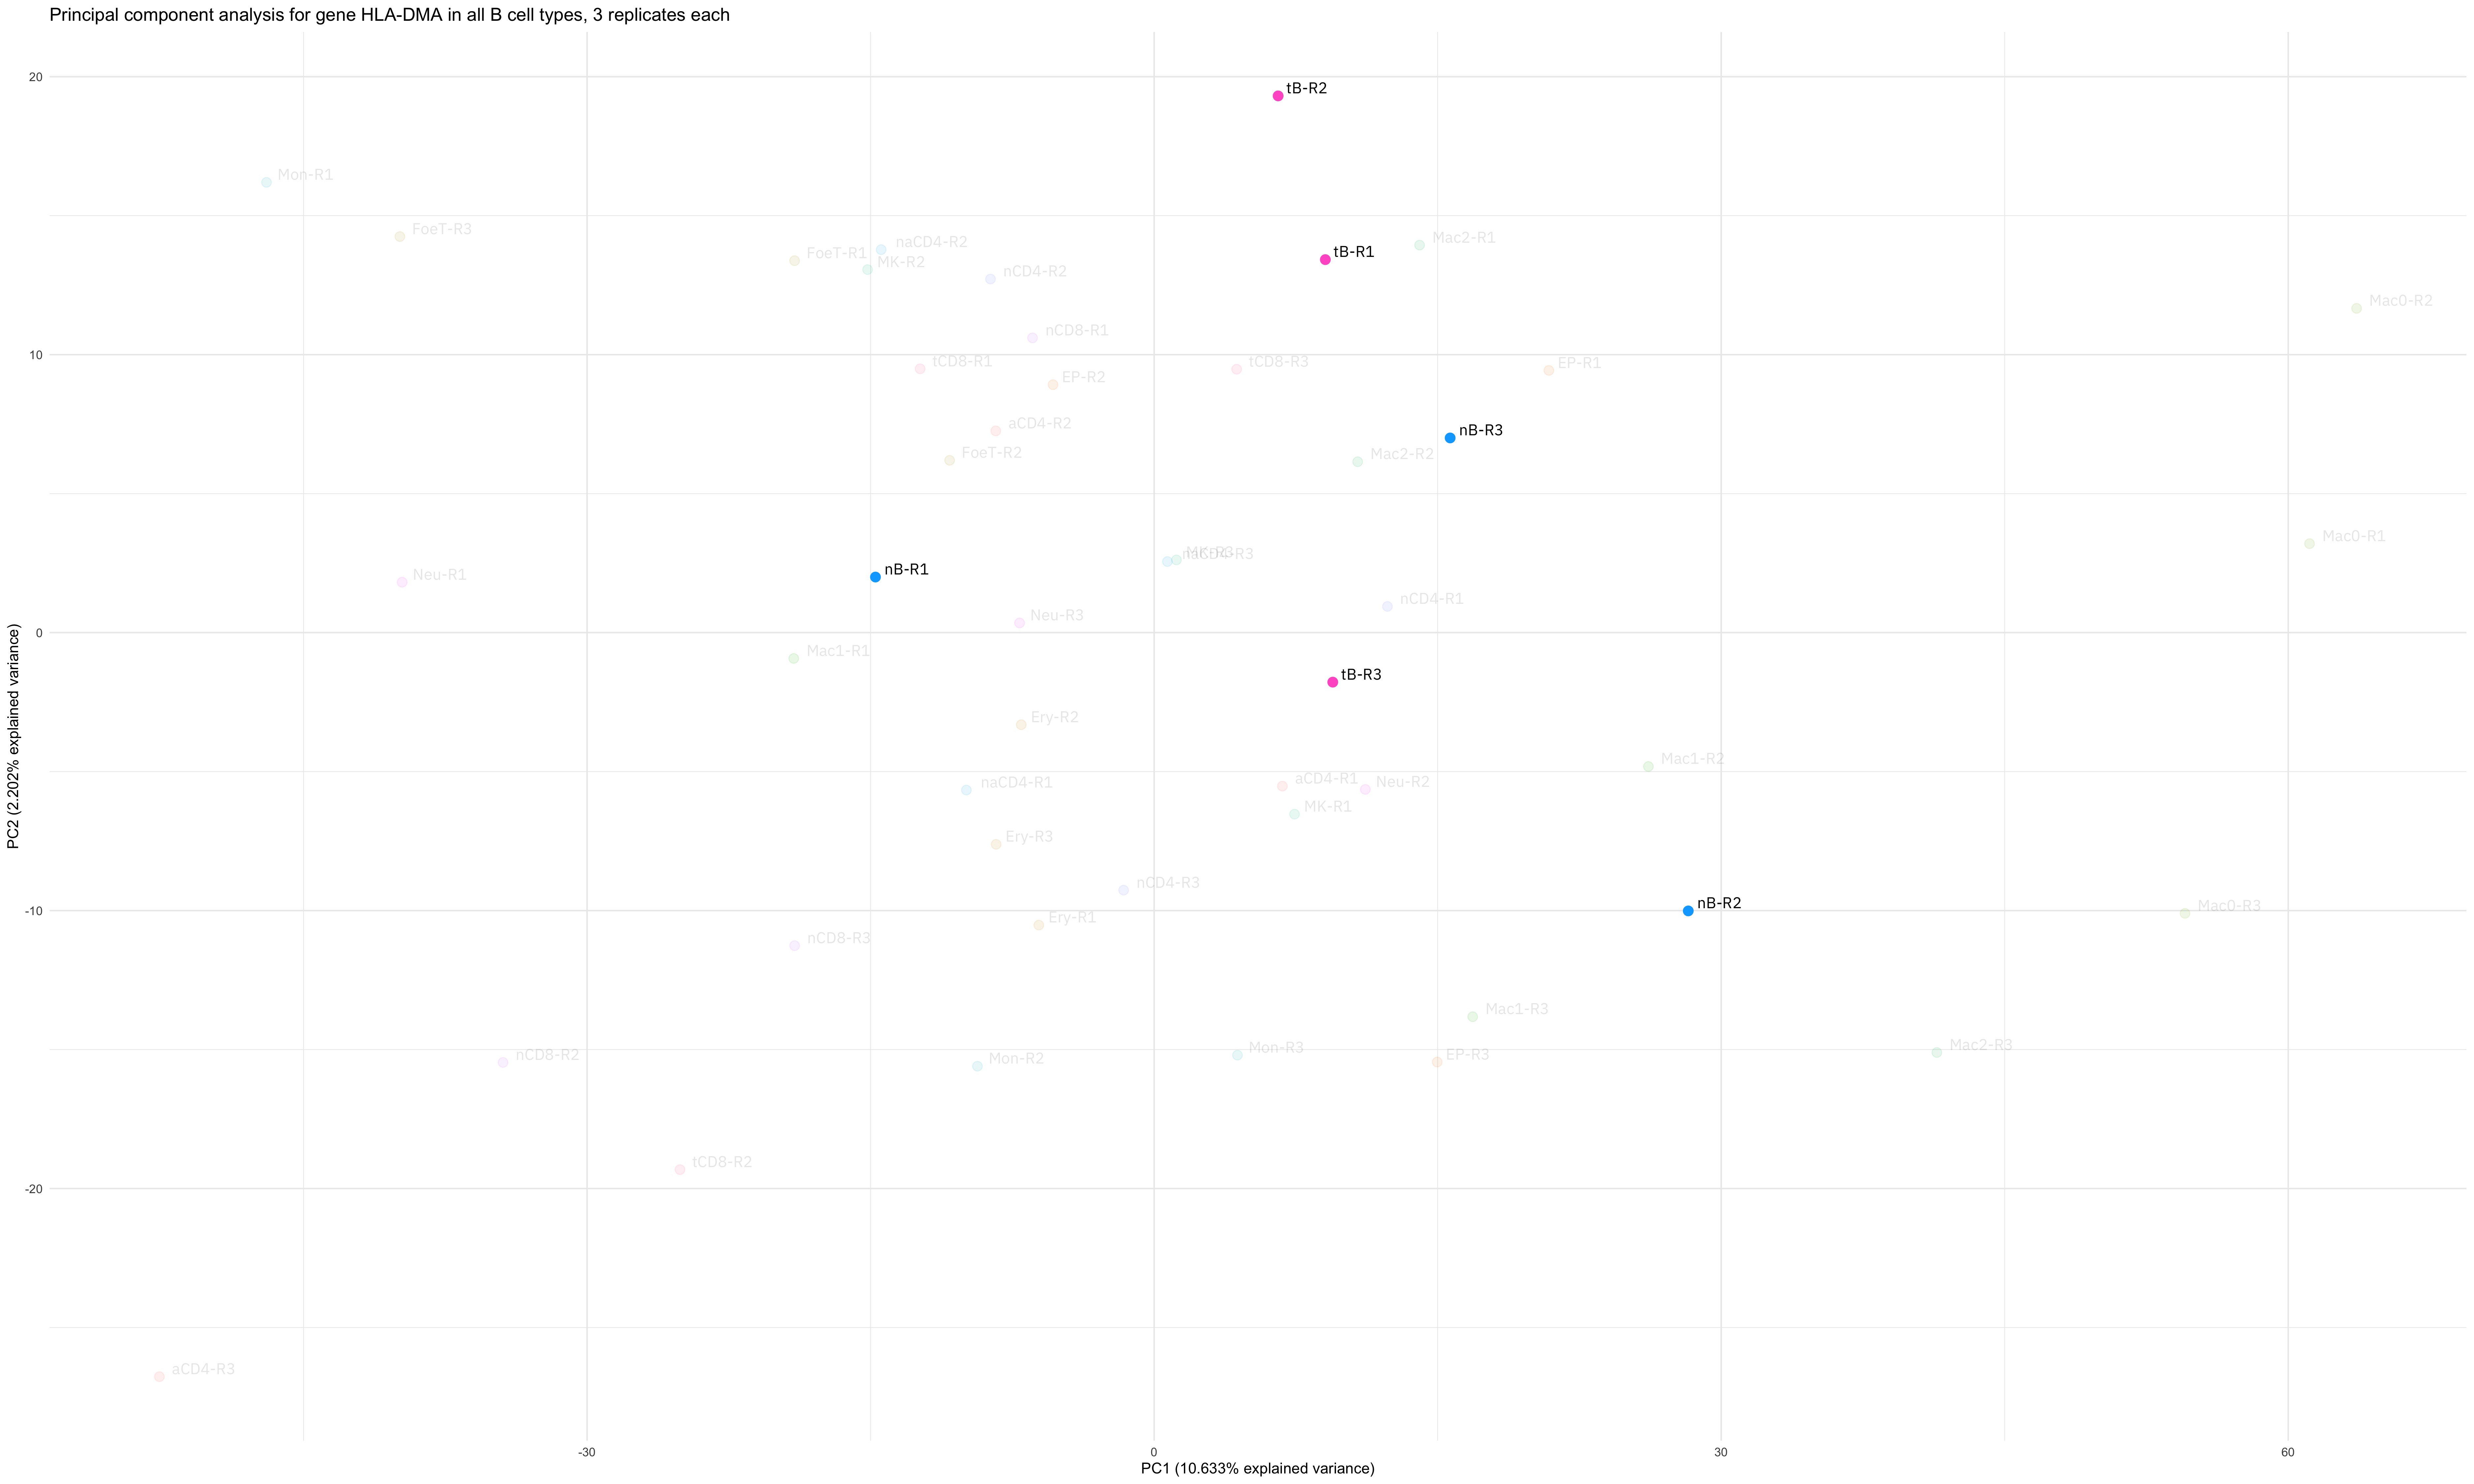 Principal component analysis for gene HLA-DMA in all B cell types, 3 replicates each
20
tB-R2
Mon-R1
FoeT-R3
naCD4-R2
FoeT-R1
MK-R2
nCD4-R2
Mac2-R1
tB-R1
Mac0-R2
nCD8-R1
10
tCD8-R1
EP-R2
tCD8-R3
EP-R1
aCD4-R2
nB-R3
FoeT-R2
Mac2-R2
Mac0-R1
MK-R3
naCD4-R3
nB-R1
Neu-R1
nCD4-R1
Neu-R3
0
Mac1-R1
tB-R3
Ery-R2
PC2 (2.202% explained variance)
Mac1-R2
naCD4-R1
aCD4-R1
Neu-R2
MK-R1
Ery-R3
nCD4-R3
-10
nB-R2
Mac0-R3
Ery-R1
nCD8-R3
Mac1-R3
nCD8-R2
Mon-R2
Mon-R3
EP-R3
Mac2-R3
tCD8-R2
-20
aCD4-R3
-30
0
30
60
PC1 (10.633% explained variance)